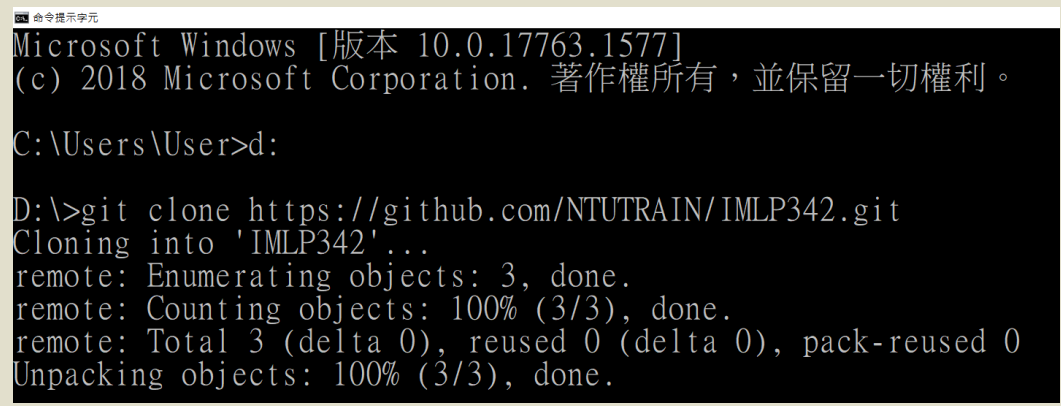 命令提示字元
Microsoft Windows [版本 10.0.17763.1577]
(c) 2018 Microsoft Corporation. 著作權所有，並保留一切權利。
C:\Users\User>d:
D:\>git clone https://github.com/NTUTRAIN/IMLP342.git
Cloning into 'IMLP342'...
remote: Enumerating objects: 3, done.
remote: Counting objects: 100% (3/3), done.
remote: Total 3 (delta 0), reused 0 (delta 0), pack-reused 0
Unpacking objects: 100% (3/3), done.